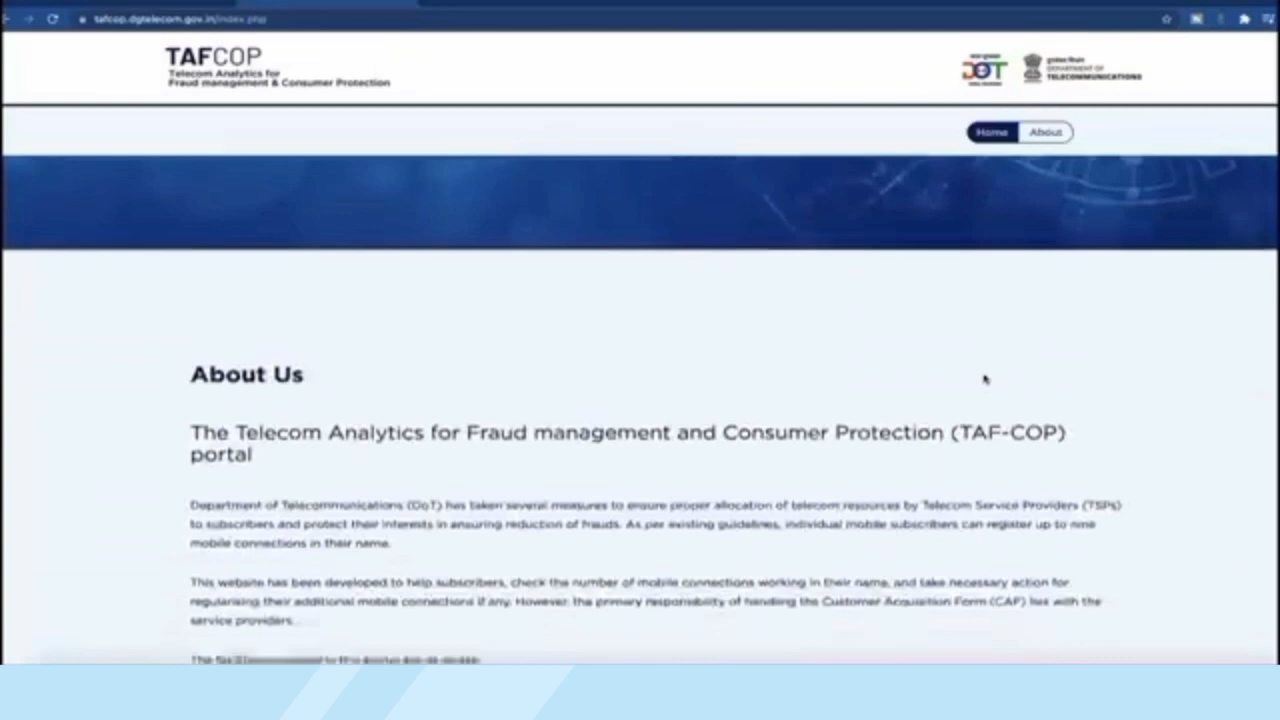 tafcop.dgtelecom.gov.in/index.php
TAFCOP
Telecom Analytics for
Fraud management & Consumer Protection
DOT
DEPARTMENT OF
TELECOMMUNICATIONS
Home
About
About Us
The Telecom Analytics for Fraud management and Consumer Protection (TAF-COP)
portal
Department of Telecommunications (DoT) has taken several measures to ensure proper allocation of telecom resources by Telecom Service Providers (TSPs)
to subscribers and protect their interests in ensuring reduction of frauds. As per existing guidelines, individual mobile subscribers can register up to nine
mobile connections in their name.
This website has been developed to help subscribers, check the number of mobile connections working in their name, and take necessary action for
regularising their additional mobile connections if any. However, the primary responsibility of handling the Customer Acquisition Form (CAF) lies with the
service providers.